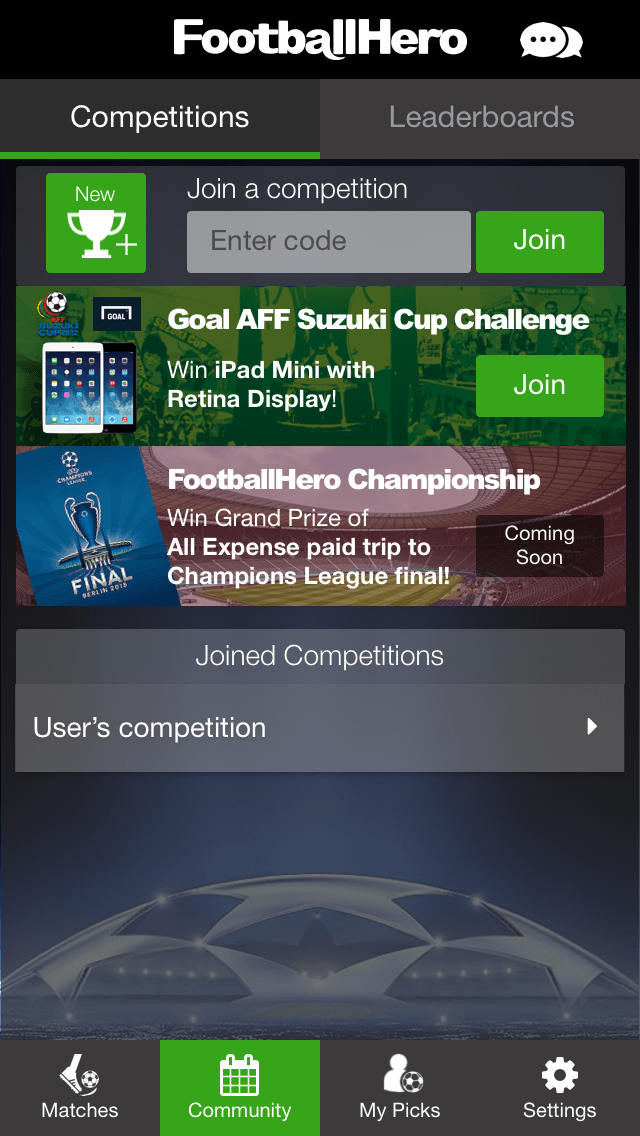 FootballHero
Competitions
Leaderboards
New
Join a competition
Enter code
Join
AFF
SUZUKI
CUP2012
GOAL
Goal AFF Suzuki Cup Challenge
Win iPad Mini with
Retina Display!
Join
CHAMPIONS
LEAGUE
FINAL
BERLIN 2015
FootballHero Championship
Win Grand Prize of
All Expense paid trip to
Champions League final!
Coming
Soon
Joined Competitions
User's competition
Matches
Community
My Picks
Settings